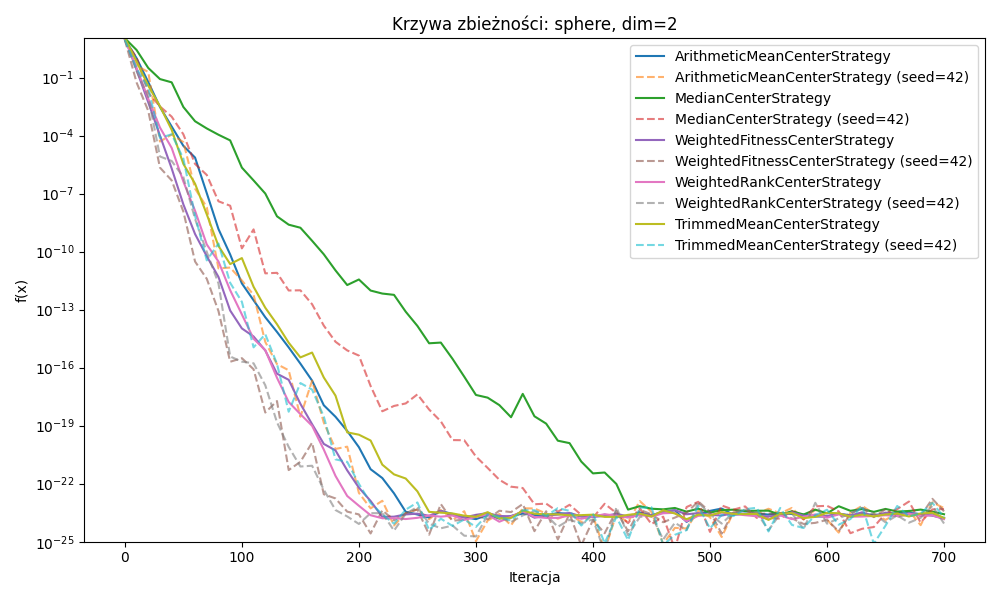 Krzywa zbieżności: sphere, dim=2
f(x)
10⁻¹
10⁻⁴
10⁻⁷
10⁻¹⁰
10⁻¹³
10⁻¹⁶
10⁻¹⁹
10⁻²²
10⁻²⁵
ArithmeticMeanCenterStrategy
ArithmeticMeanCenterStrategy (seed=42)
MedianCenterStrategy
MedianCenterStrategy (seed=42)
WeightedFitnessCenterStrategy
WeightedFitnessCenterStrategy (seed=42)
WeightedRankCenterStrategy
WeightedRankCenterStrategy (seed=42)
TrimmedMeanCenterStrategy
TrimmedMeanCenterStrategy (seed=42)
0 100 200 300 400 500 600 700
Iteracja